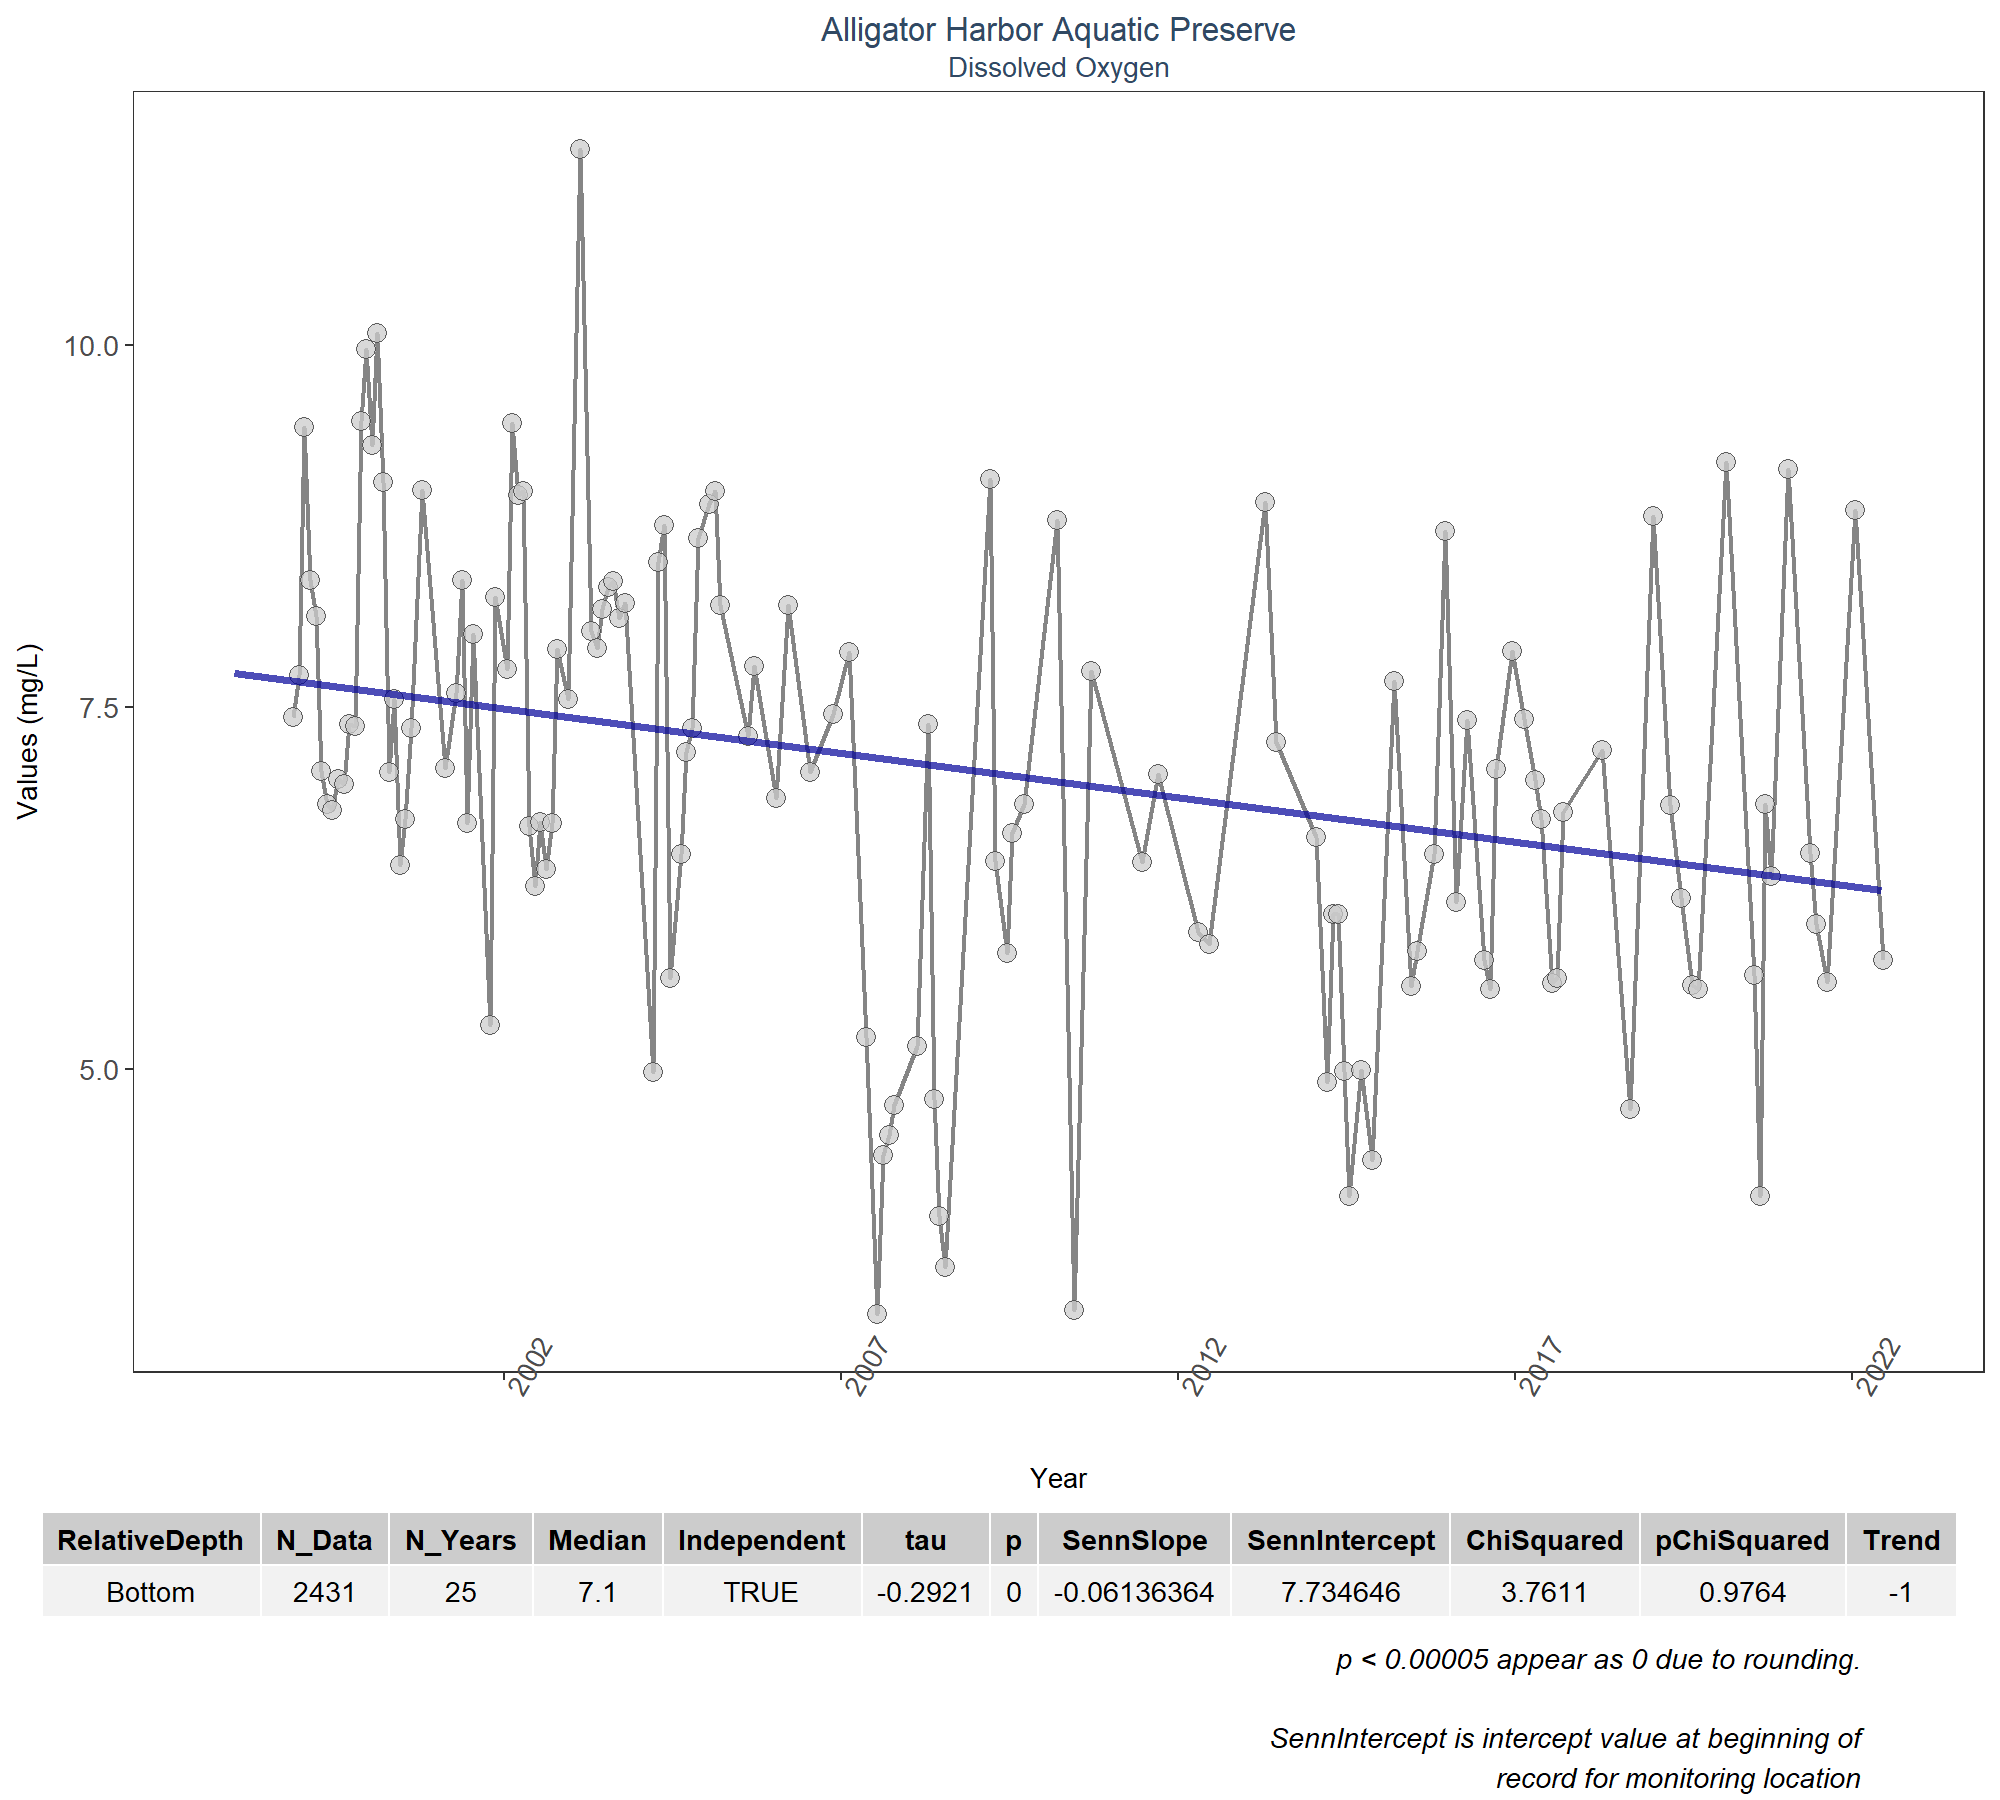 Alligator Harbor Aquatic Preserve
Dissolved Oxygen
Values (mg/L)
10.0
7.5
5.0
2002 2007 2012 2017 2022
Year
RelativeDepth N_Data N_Years Median Independent tau p SennSlope SennIntercept ChiSquared pChiSquared Trend
Bottom 2431 25 7.1 TRUE -0.2921 0 -0.06136364 7.734646 3.7611 0.9764 -1
p < 0.00005 appear as 0 due to rounding.
SennIntercept is intercept value at beginning of
record for monitoring location